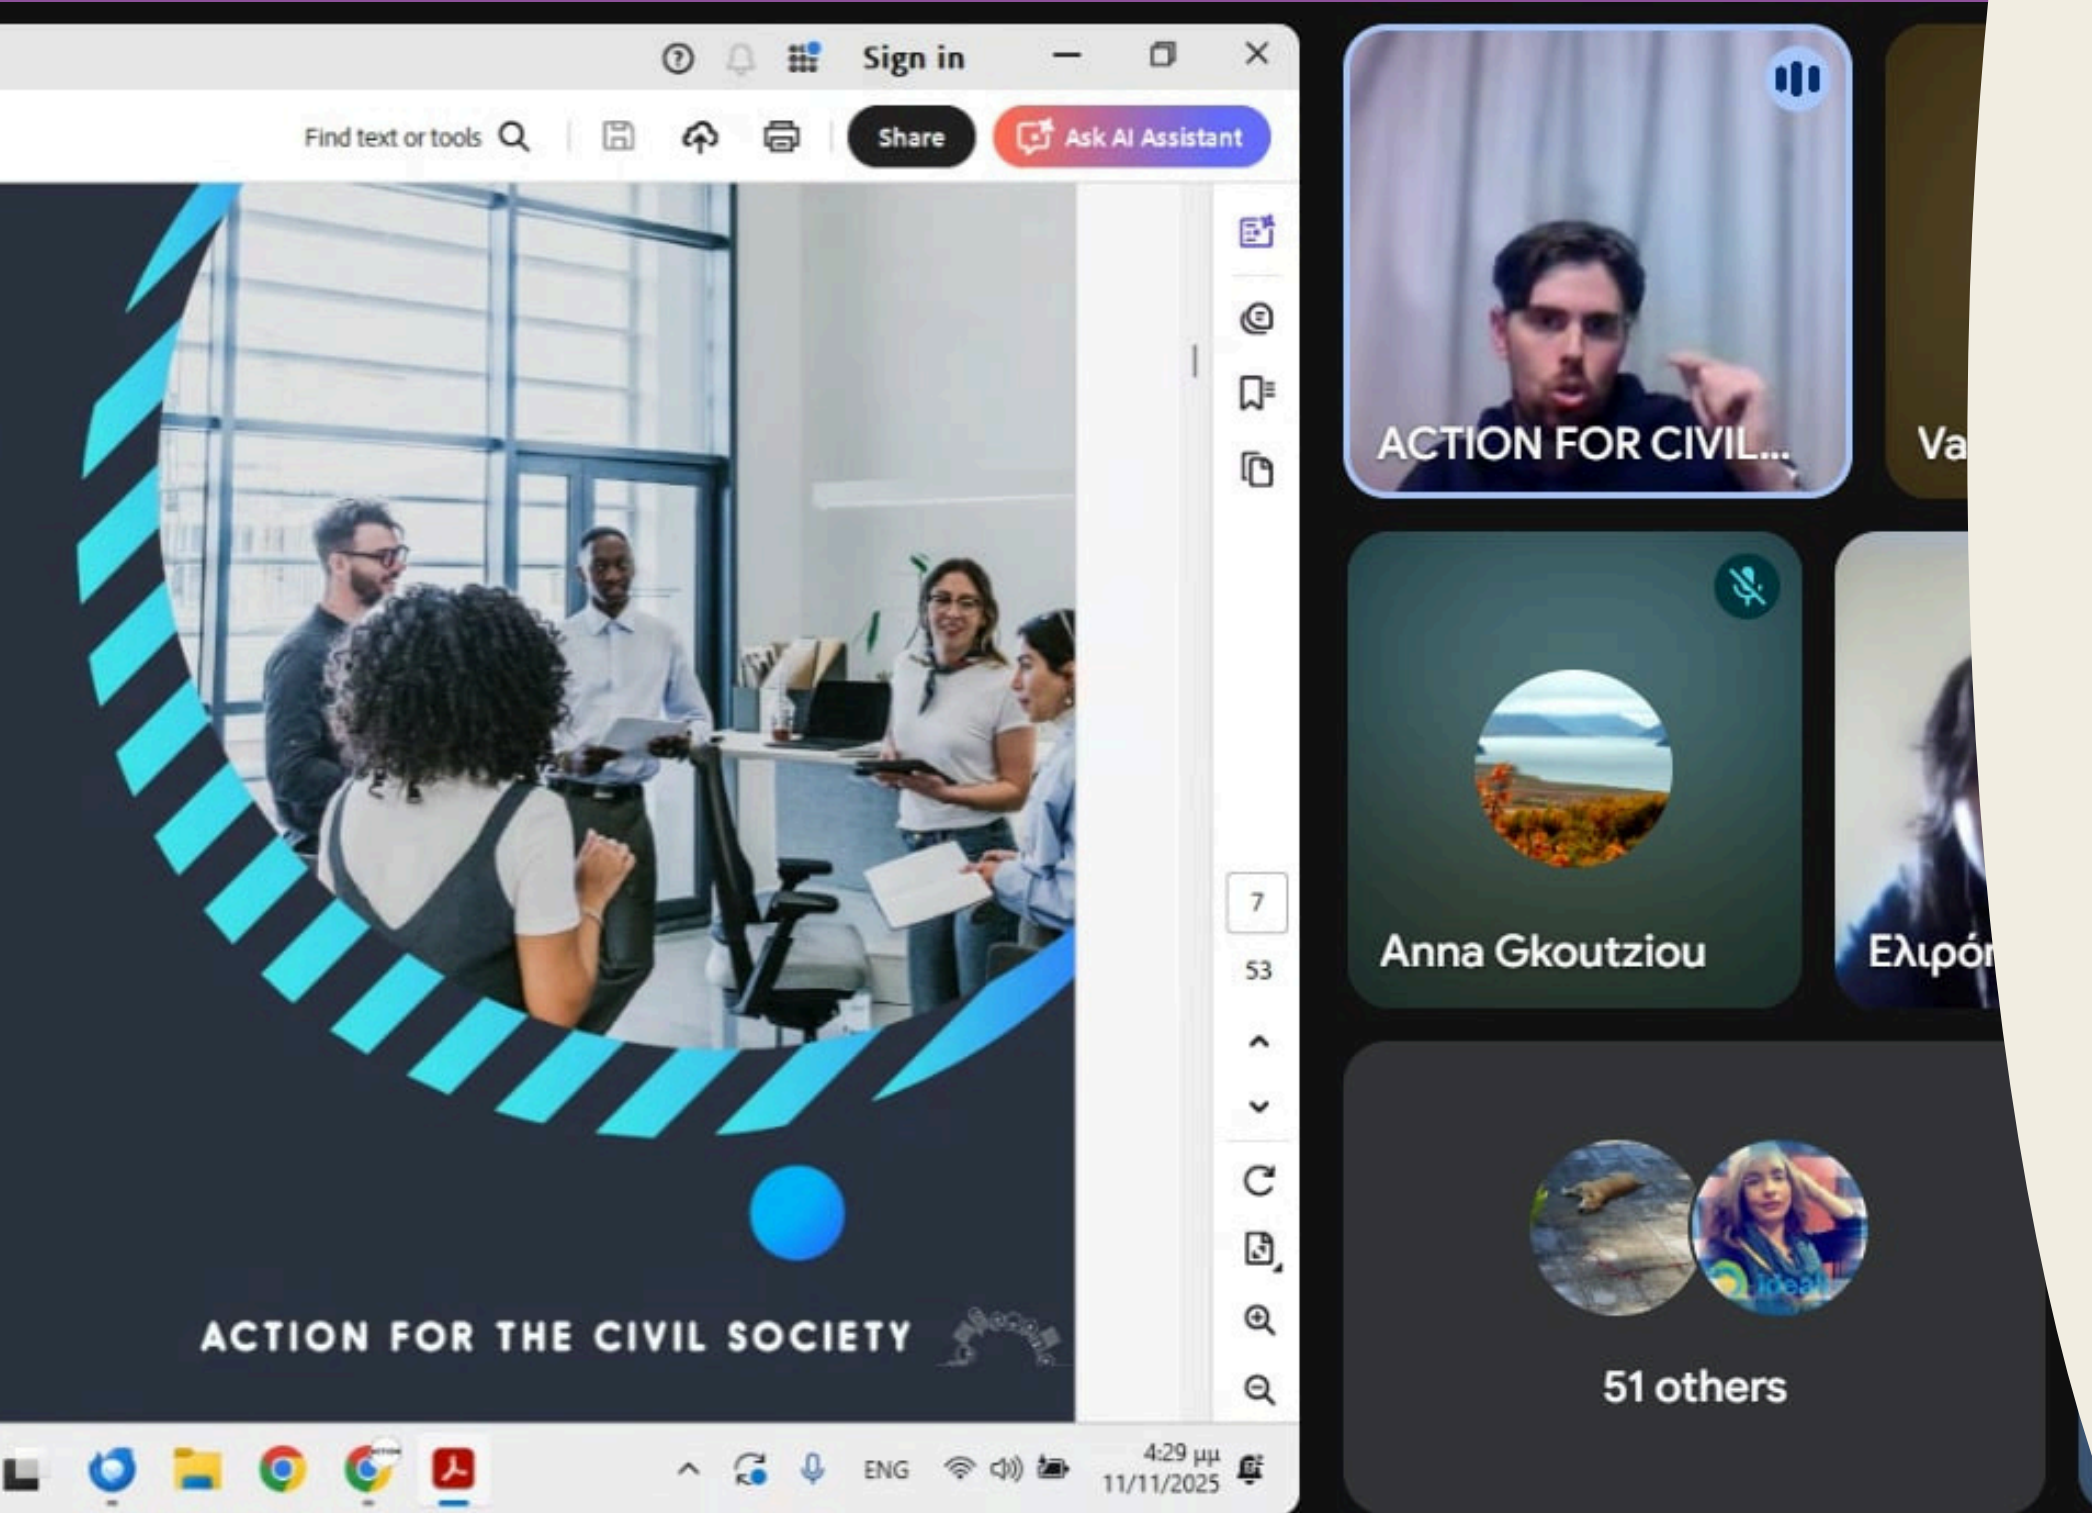 Sign in
Find text or tools
Share
Ask AI Assistant
7
53
ACTION FOR THE CIVIL SOCIETY
ENG
4:29 μμ
11/11/2025
ACTION FOR CIVIL...
Va
Anna Gkoutziou
Ελιρό
ideal
51 others